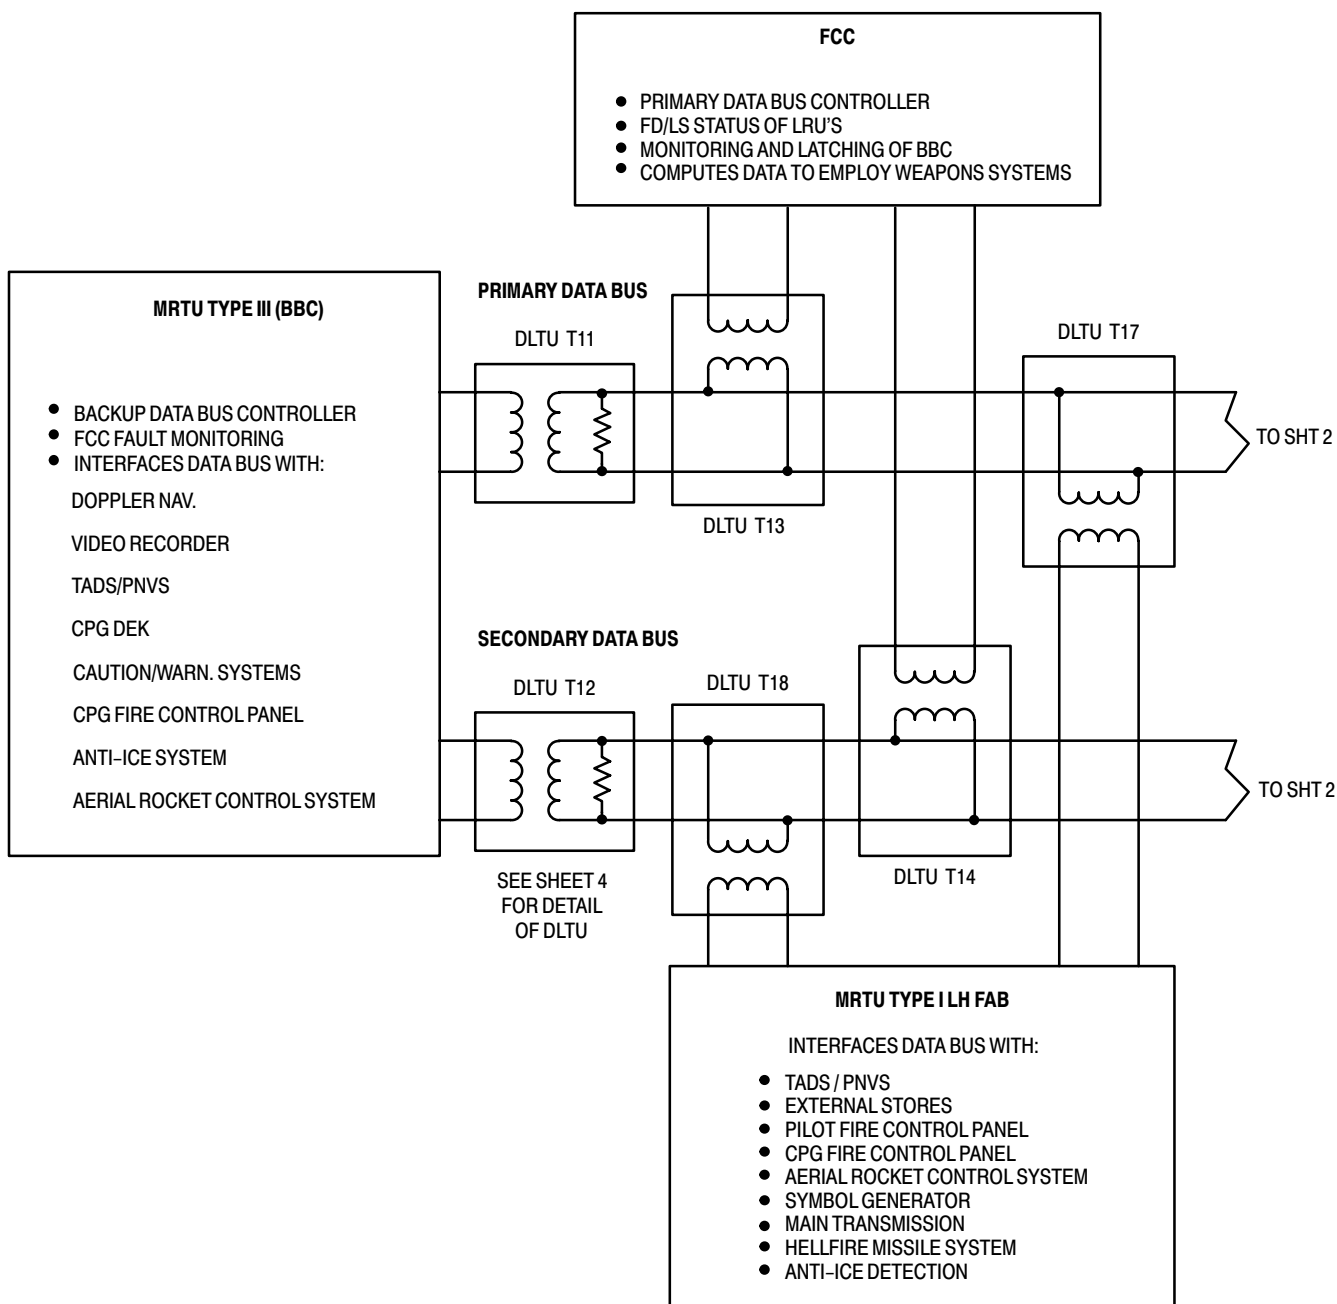 FCC
● PRIMARY DATA BUS CONTROLLER
● FD/LS STATUS OF LRU'S
● MONITORING AND LATCHING OF BBC
● COMPUTES DATA TO EMPLOY WEAPONS SYSTEMS
MRTU TYPE III (BBC)
● BACKUP DATA BUS CONTROLLER
● FCC FAULT MONITORING
● INTERFACES DATA BUS WITH:
DOPPLER NAV.
VIDEO RECORDER
TADS/PNVS
CPG DEK
CAUTION/WARN. SYSTEMS
CPG FIRE CONTROL PANEL
ANTI–ICE SYSTEM
AERIAL ROCKET CONTROL SYSTEM
PRIMARY DATA BUS
DLTU T11
DLTU T13
DLTU T17
TO SHT 2
SECONDARY DATA BUS
DLTU T12
SEE SHEET 4
FOR DETAIL
OF DLTU
DLTU T18
DLTU T14
TO SHT 2
MRTU TYPE I LH FAB
INTERFACES DATA BUS WITH:
● TADS / PNVS
● EXTERNAL STORES
● PILOT FIRE CONTROL PANEL
● CPG FIRE CONTROL PANEL
● AERIAL ROCKET CONTROL SYSTEM
● SYMBOL GENERATOR
● MAIN TRANSMISSION
● HELLFIRE MISSILE SYSTEM
● ANTI–ICE DETECTION